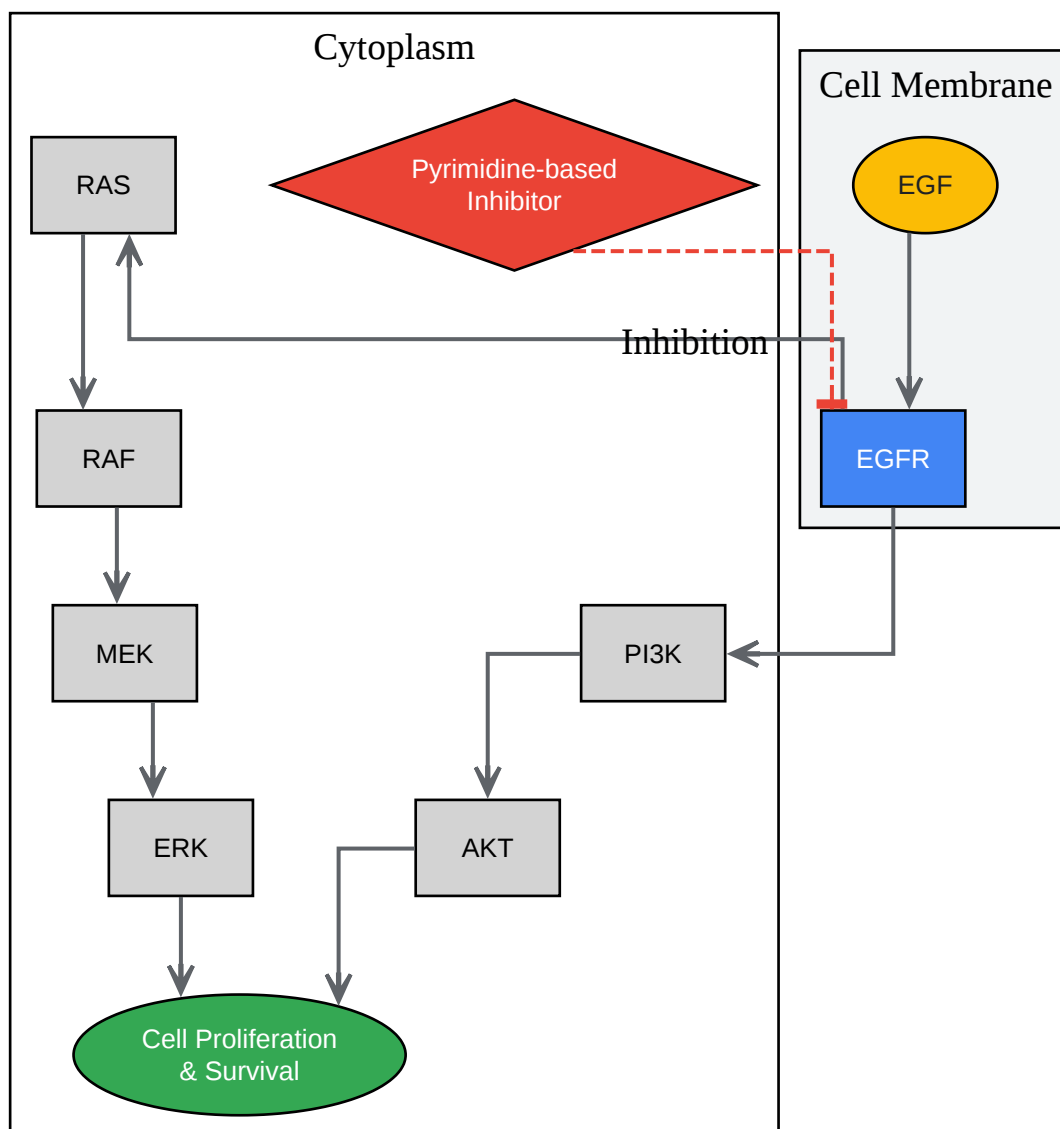 Cytoplasm
Cell Membrane
RAS
Pyrimidine-based
Inhibitor
EGF
Inhibition
RAF
EGFR
MEK
PI3K
ERK
AKT
Cell Proliferation
& Survival